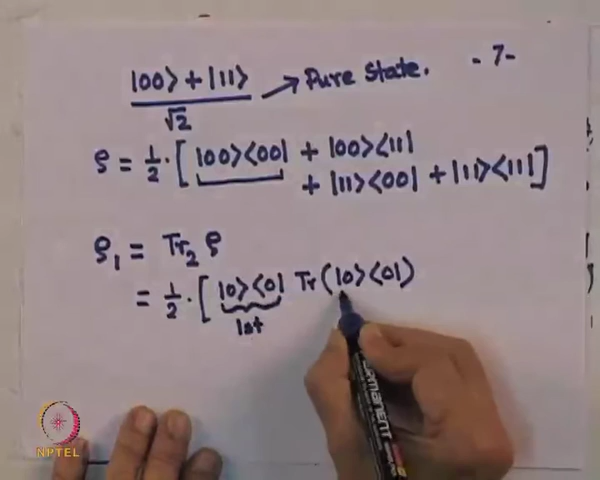 |00> + |11> → Pure State. - 7 -
√2
ρ = 1/2 · [ |00><00| + |00><11|
+ |11><00| + |11><11| ]
ρ₁ = Tr₂ ρ
= 1/2 · [ |0><0| Tr ( |0><0| )
1st
PERMANENT
NPTEL